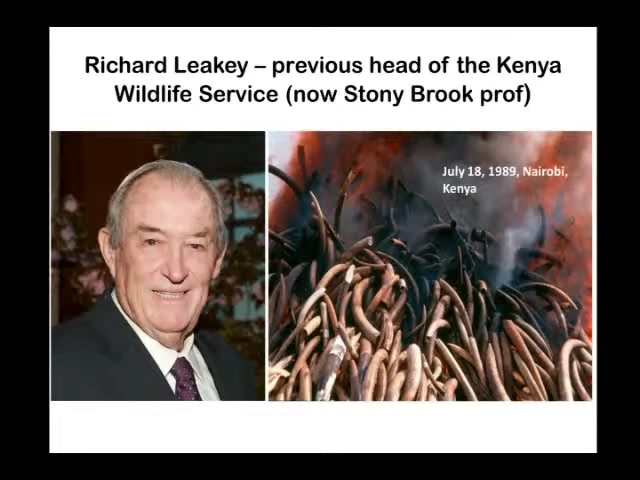 Richard Leakey – previous head of the Kenya
Wildlife Service (now Stony Brook prof)
July 18, 1989, Nairobi,
Kenya